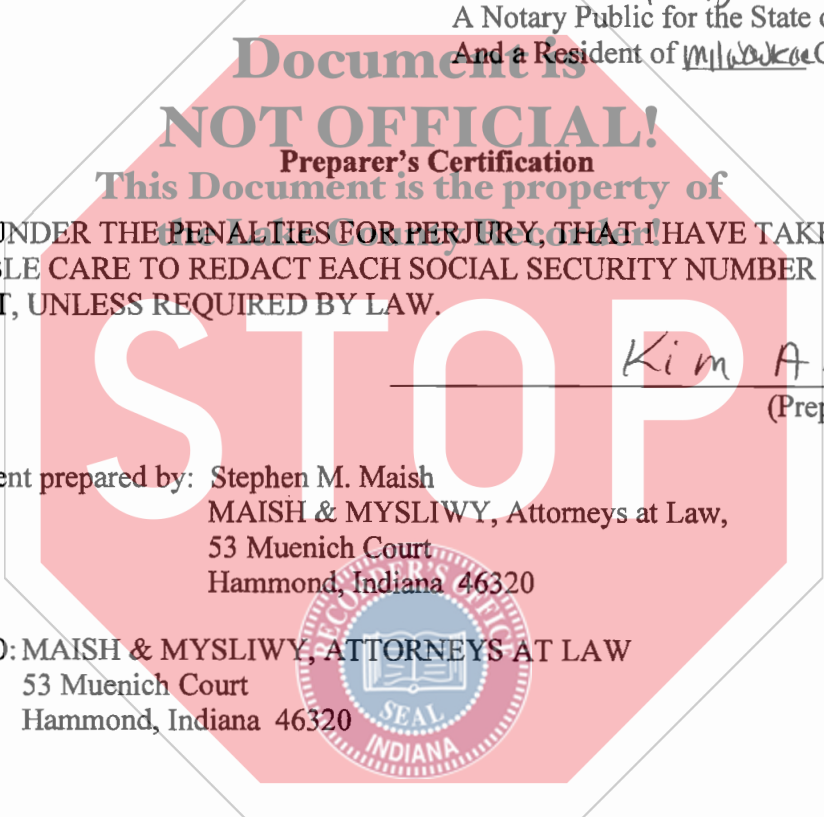 A Notary Public for the State
And a Resident of Milwaukee
Document is
NOT OFFICIAL!
Preparer's Certification
This Document is the property of
the Lake County Recorder!
UNDER THE PENALTIES FOR PERJURY, THAT I HAVE TAKE
BLE CARE TO REDACT EACH SOCIAL SECURITY NUMBER
T, UNLESS REQUIRED BY LAW.
STOP
Kim A.
(Prep
ent prepared by: Stephen M. Maish
MAISH & MYSLIWY, Attorneys at Law,
53 Muenich Court
Hammond, Indiana 46320
RECORDER'S OFFICE
SEAL
INDIANA
O: MAISH & MYSLIWY, ATTORNEYS AT LAW
53 Muenich Court
Hammond, Indiana 46320